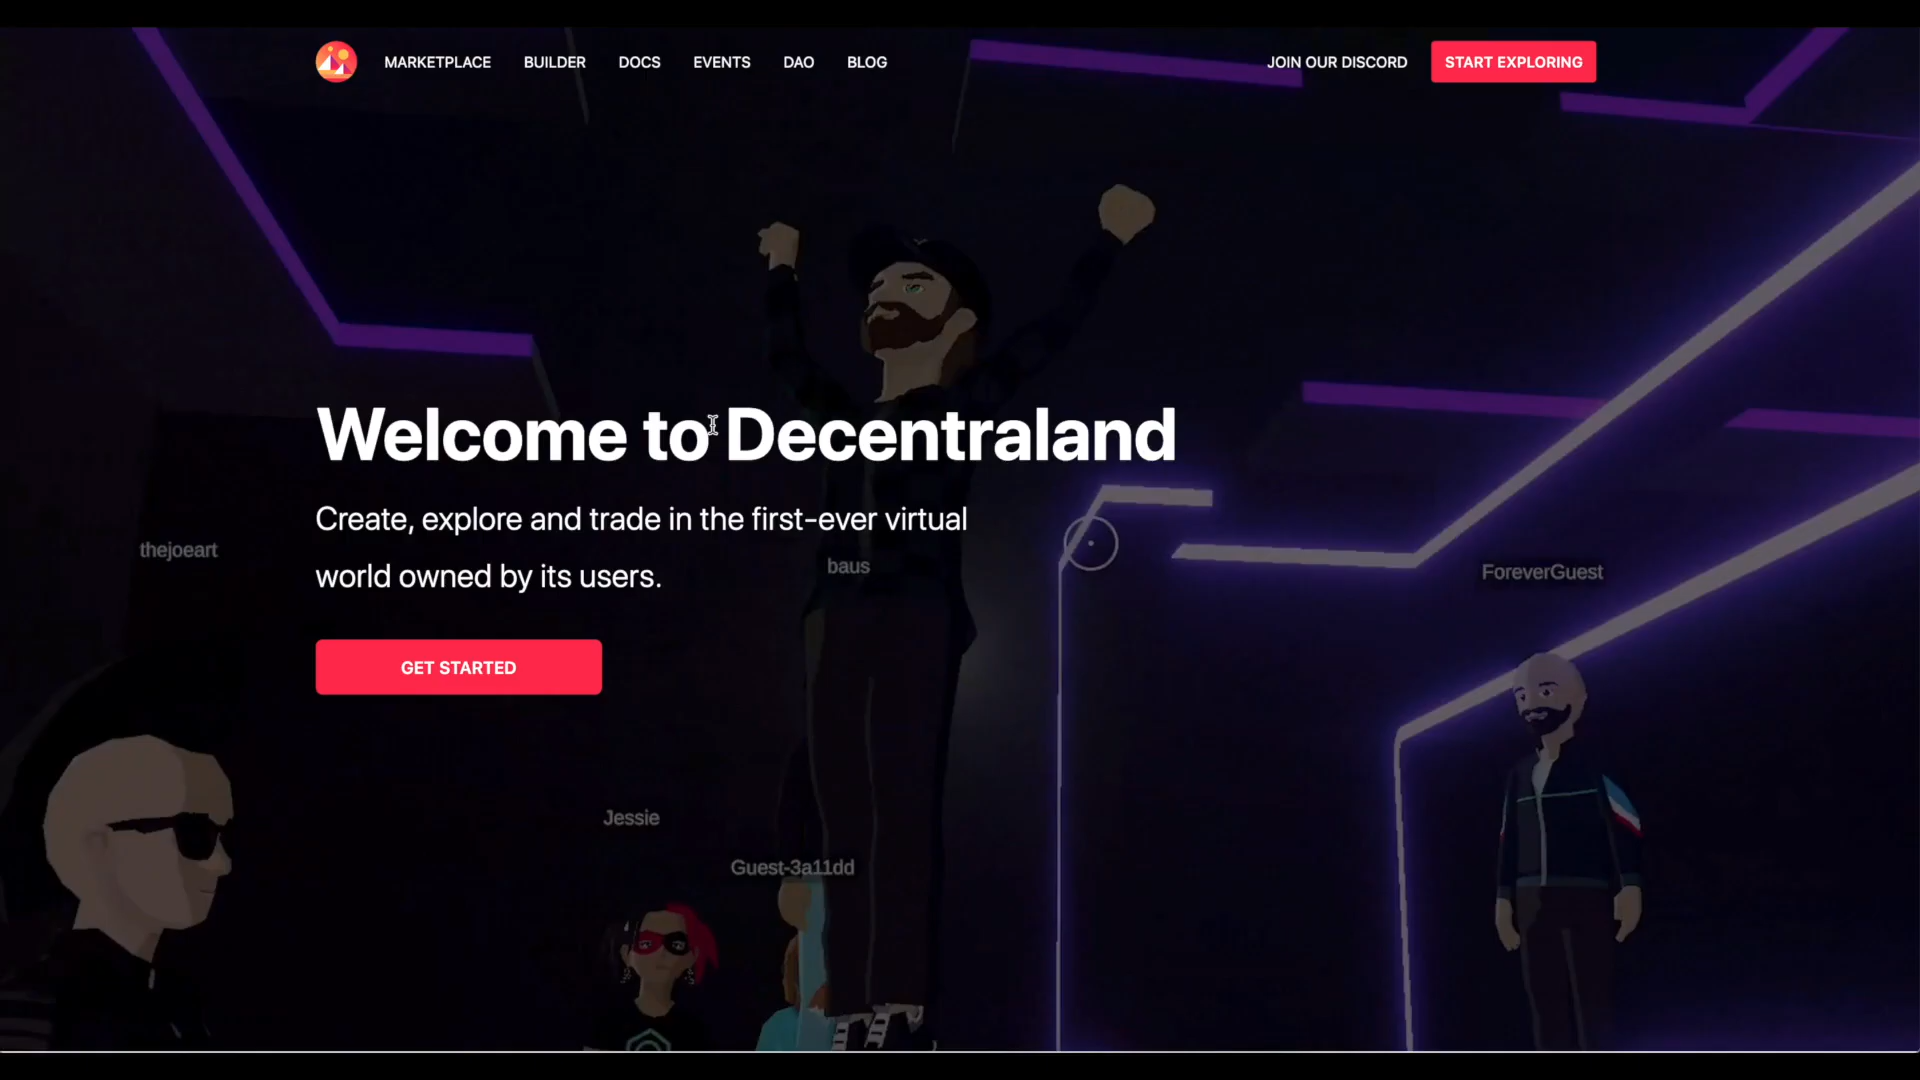 MARKETPLACE BUILDER DOCS EVENTS DAO BLOG JOIN OUR DISCORD START EXPLORING
Welcome to Decentraland
Create, explore and trade in the first-ever virtual
world owned by its users.
thejoeart
baus
ForeverGuest
GET STARTED
Jessie
Guest-3a11dd